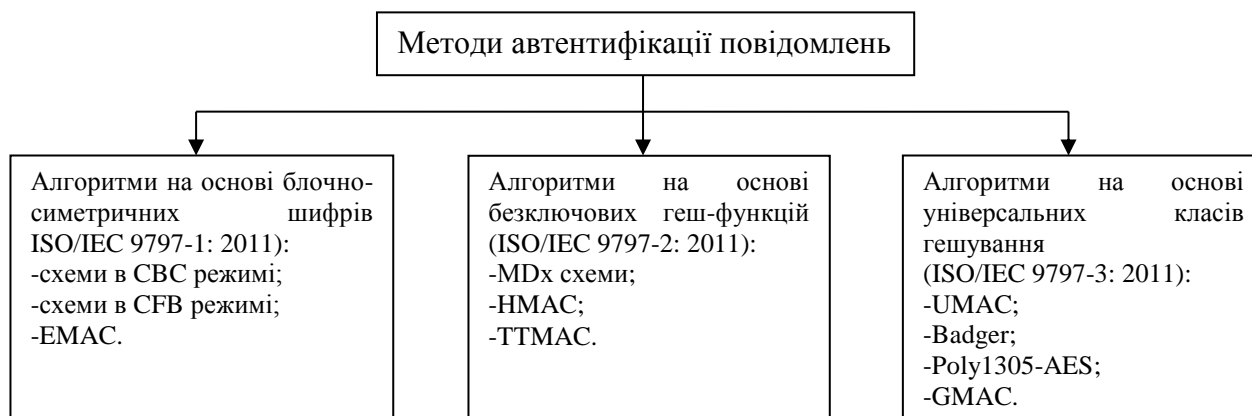 Методи автентифікації повідомлень
Алгоритми на основі блочно-
симетричних шифрів
ISO/IEC 9797-1: 2011):
-схеми в CBC режимі;
-схеми в CFB режимі;
-EMAC.
Алгоритми на основі
безключових геш-функцій
(ISO/IEC 9797-2: 2011):
-MDx схеми;
-HMAC;
-TTMAC.
Алгоритми на основі
універсальних класів
гешування
(ISO/IEC 9797-3: 2011):
-UMAC;
-Badger;
-Poly1305-AES;
-GMAC.